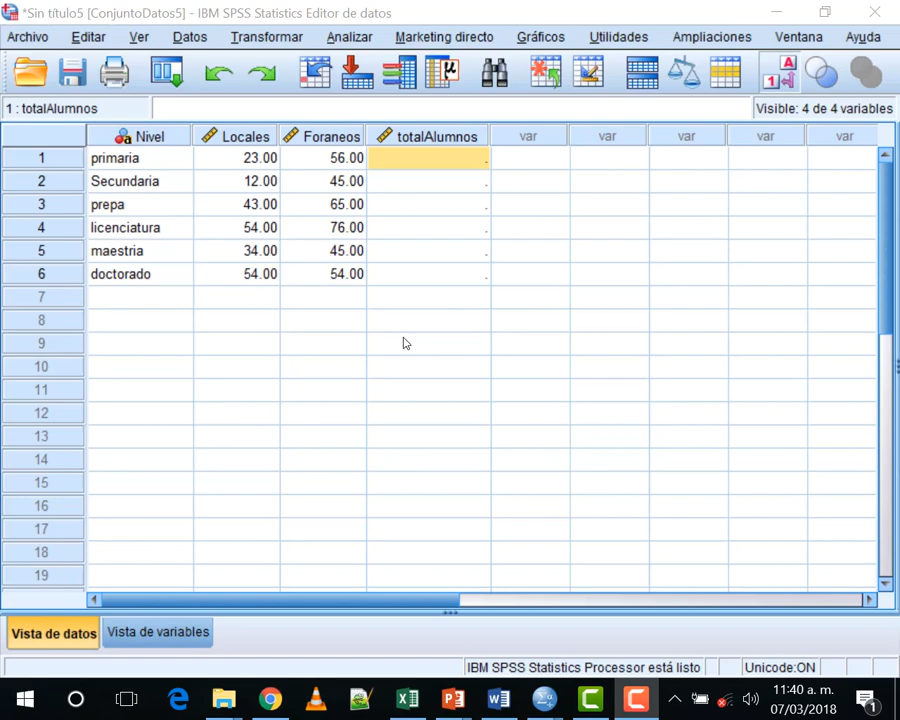 *Sin título5 [ConjuntoDatos5] - IBM SPSS Statistics Editor de datos
Archivo Editar Ver Datos Transformar Analizar Marketing directo Gráficos Utilidades Ampliaciones Ventana Ayuda
1 : totalAlumnos Visible: 4 de 4 variables
Nivel Locales Foraneos totalAlumnos var var var var var
1 primaria 23.00 56.00 .
2 Secundaria 12.00 45.00 .
3 prepa 43.00 65.00 .
4 licenciatura 54.00 76.00 .
5 maestria 34.00 45.00 .
6 doctorado 54.00 54.00 .
7
8
9
10
11
12
13
14
15
16
17
18
19
Vista de datos Vista de variables
IBM SPSS Statistics Processor está listo Unicode:ON
11:40 a. m.
07/03/2018
1